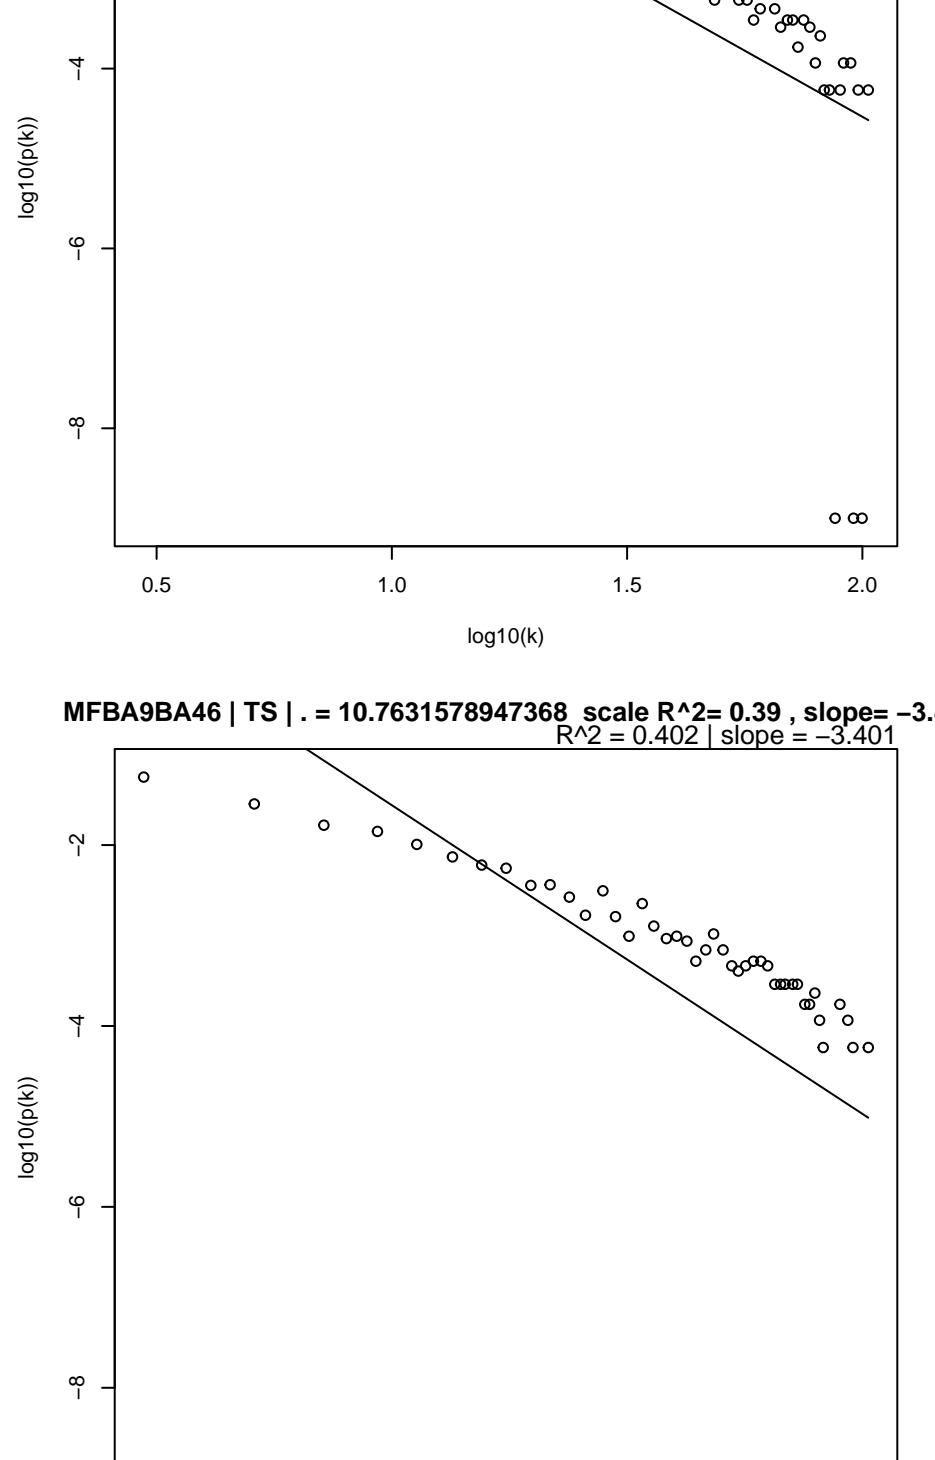 −4
−6
−8
log10(p(k))
0.5 1.0 1.5 2.0
log10(k)
MFBA9BA46 | TS | . = 10.7631578947368 scale R^2= 0.39 , slope= −3.
R^2 = 0.402 | slope = −3.401
−2
−4
−6
−8
log10(p(k))